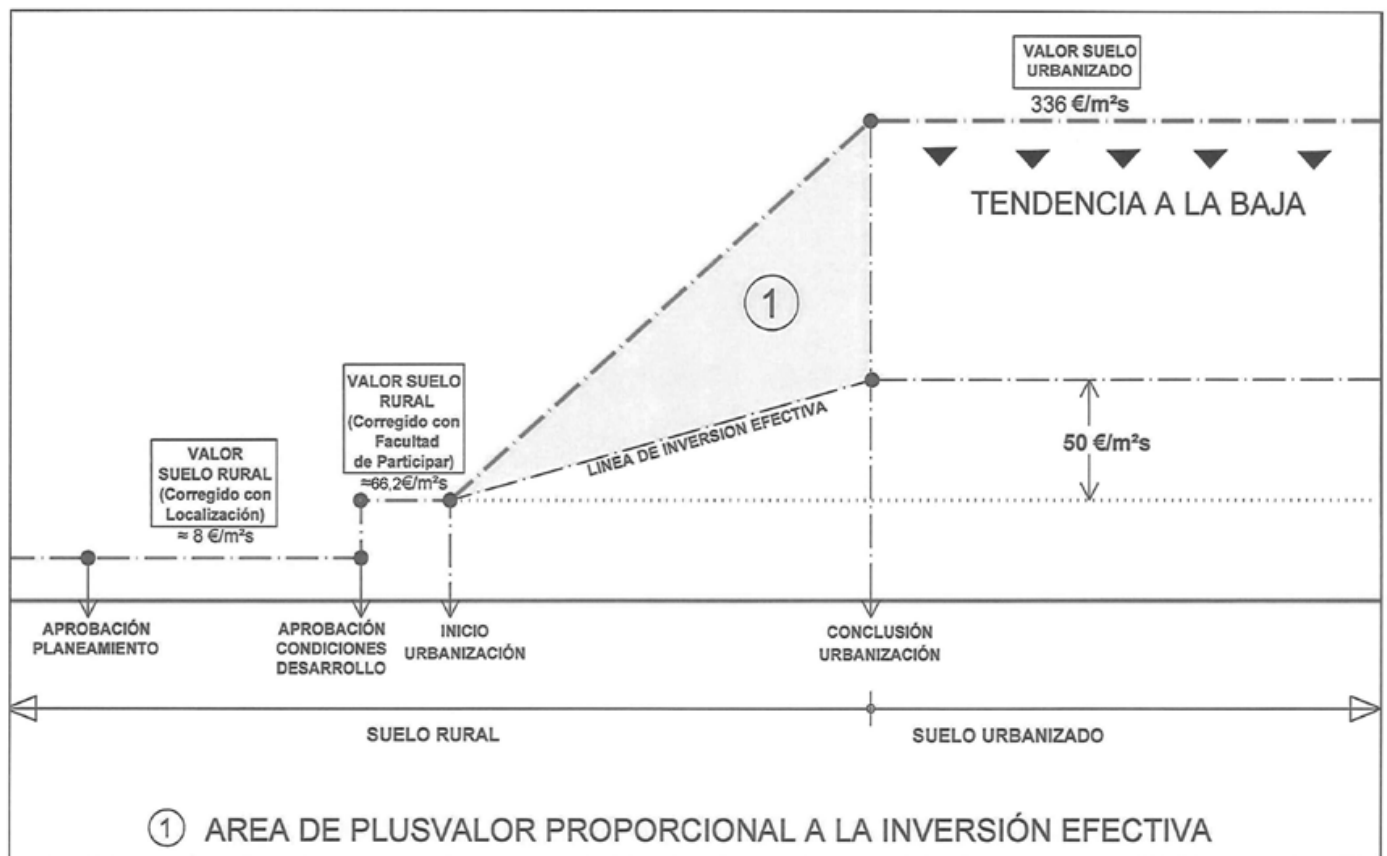 VALOR SUELO
URBANIZADO
336 €/m²s
TENDENCIA A LA BAJA
1
VALOR SUELO
RURAL
(Corregido con
Facultad
de Participar)
≈66,2€/m²s
LINEA DE INVERSION EFECTIVA
50 €/m²s
VALOR
SUELO RURAL
(Corregido con
Localización)
≈ 8 €/m²s
APROBACIÓN
PLANEAMIENTO
APROBACIÓN
CONDICIONES
DESARROLLO
INICIO
URBANIZACIÓN
CONCLUSIÓN
URBANIZACIÓN
SUELO RURAL
SUELO URBANIZADO
1 AREA DE PLUSVALOR PROPORCIONAL A LA INVERSIÓN EFECTIVA